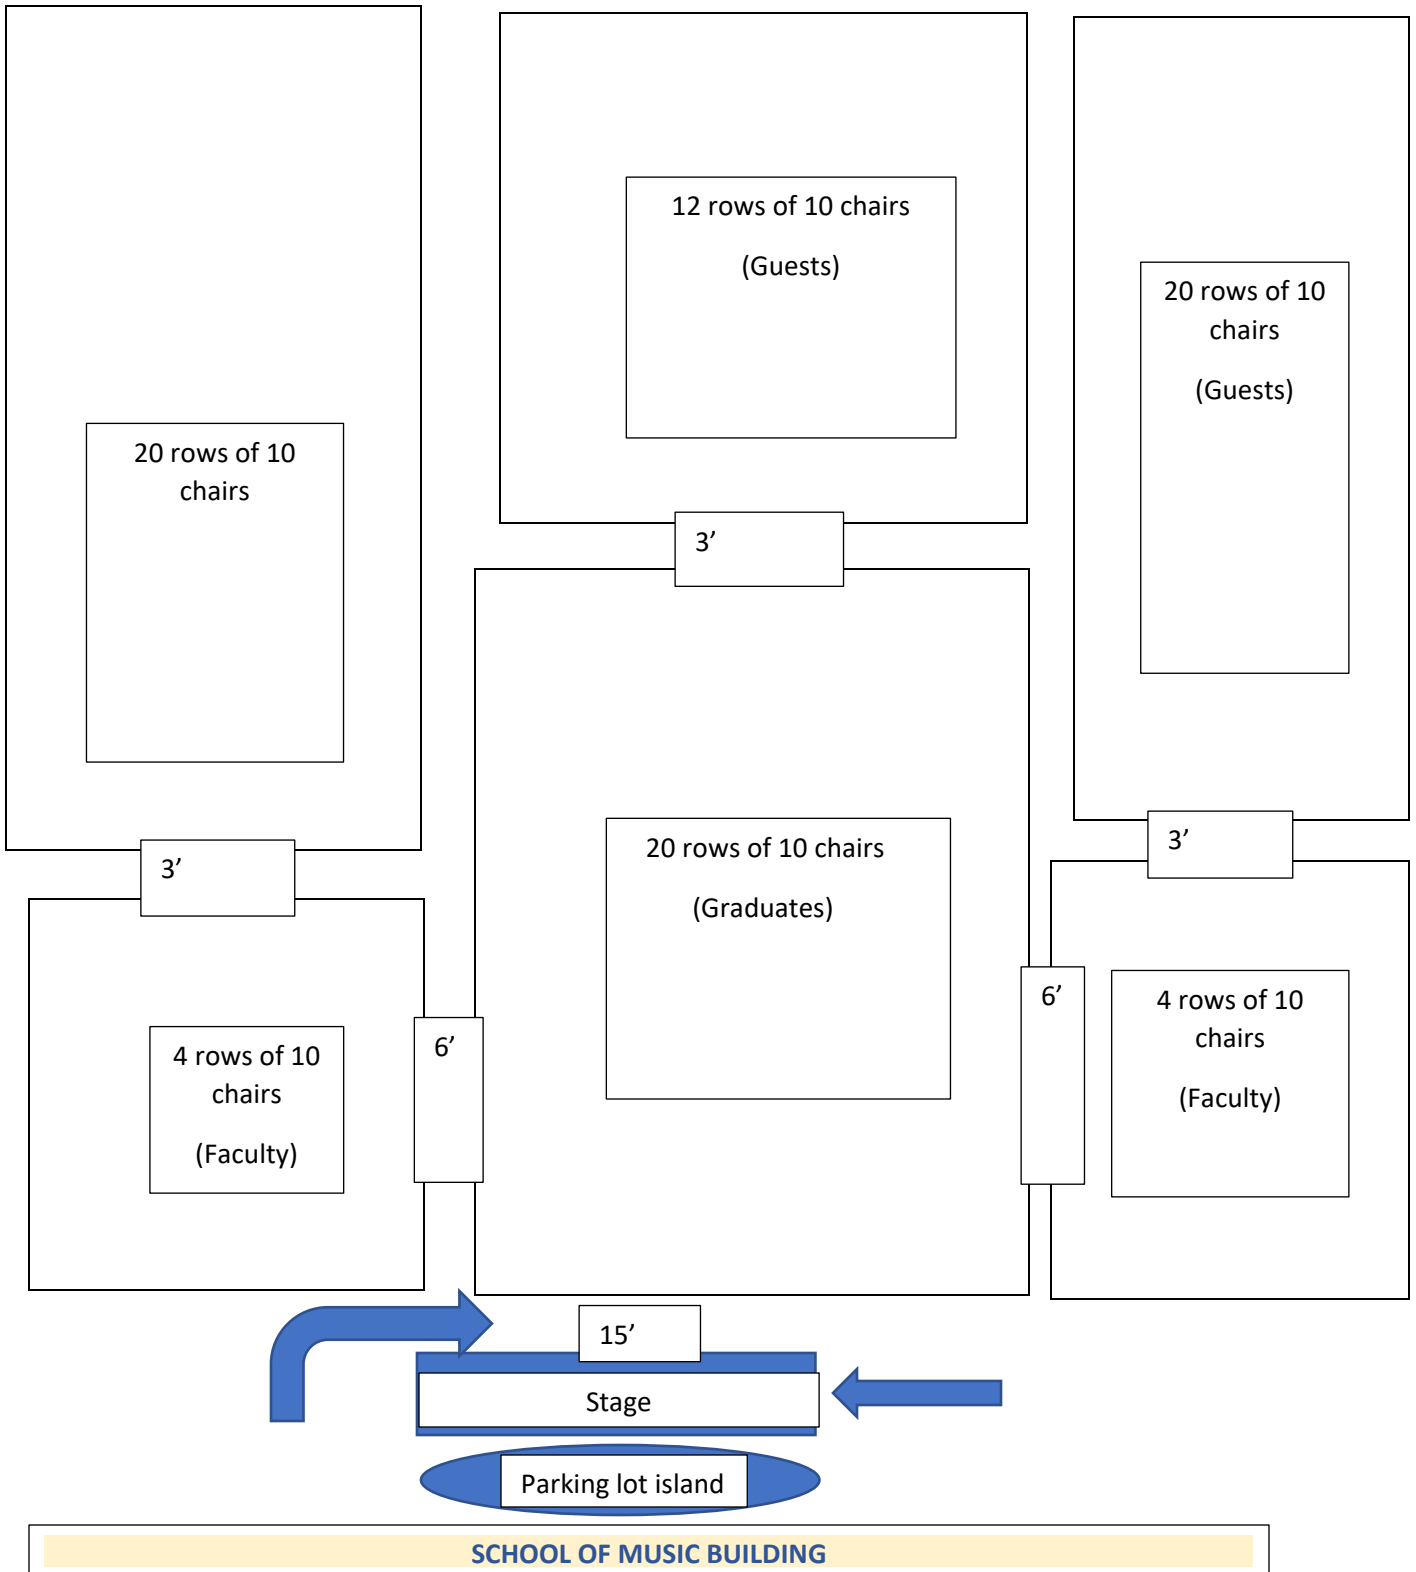 12 rows of 10 chairs
(Guests)
20 rows of 10
chairs
(Guests)
20 rows of 10
chairs
3’
3’
3’
20 rows of 10 chairs
(Graduates)
4 rows of 10
chairs
(Faculty)
6’
6’
4 rows of 10
chairs
(Faculty)
15’
Stage
Parking lot island
SCHOOL OF MUSIC BUILDING